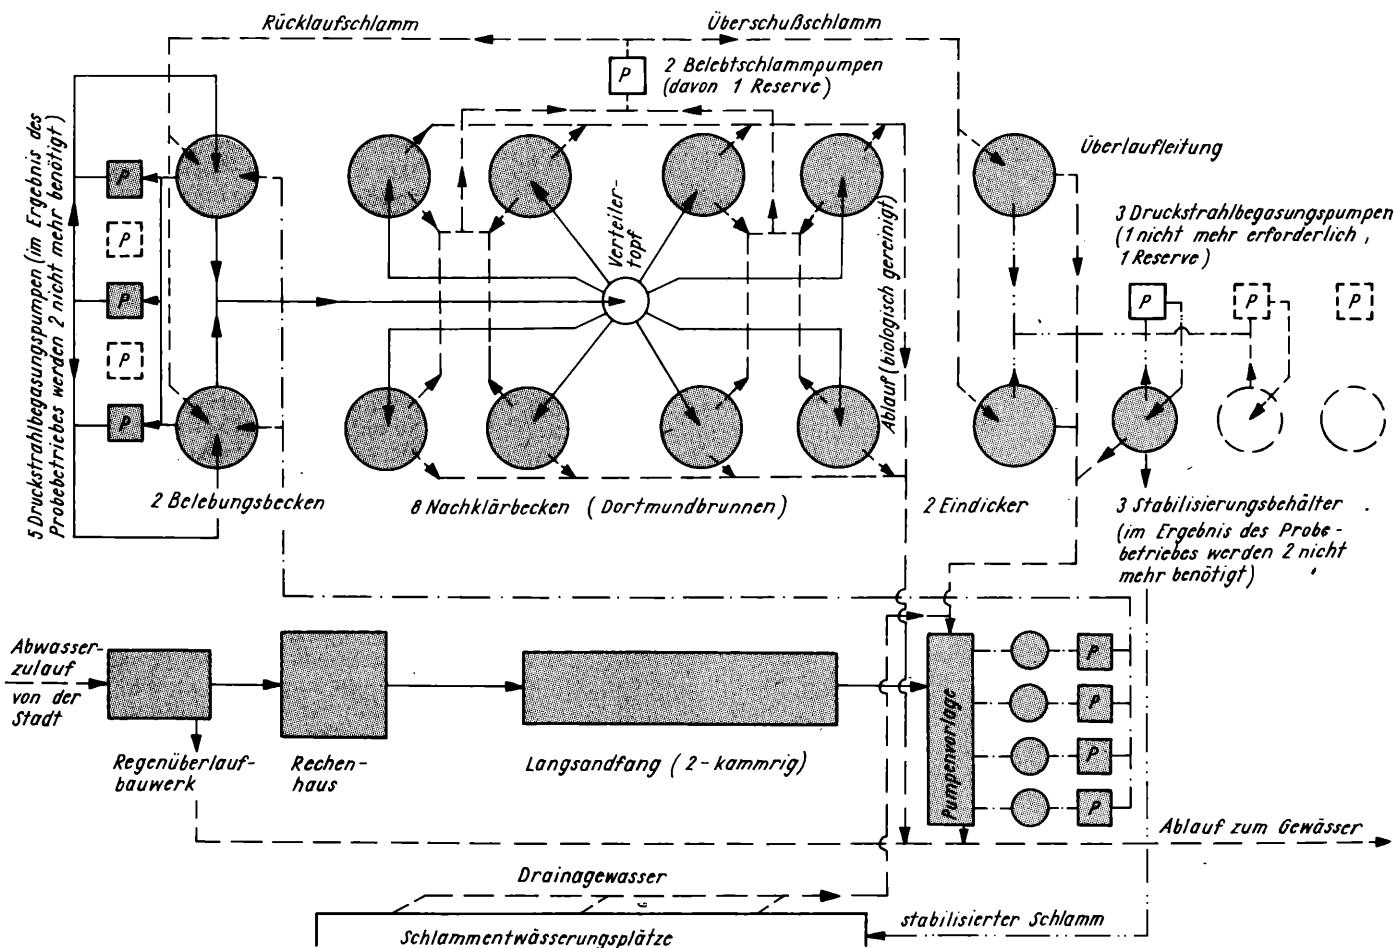 Rücklaufschlamm
Überschußschlamm
P
2 Belebtschlammpumpen
(davon 1 Reserve)
5 Druckstrahlbegasungspumpen (im Ergebnis des
Probebetriebes werden 2 nicht mehr benötigt)
P
P
P
P
P
Verteiler-
topf
Ablauf (biologisch gereinigt)
Überlaufleitung
3 Druckstrahlbegasungspumpen
(1 nicht mehr erforderlich,
1 Reserve)
P
P
P
2 Belebungsbecken
8 Nachklärbecken (Dortmundbrunnen)
2 Eindicker
3 Stabilisierungsbehälter
(im Ergebnis des Probe-
betriebes werden 2 nicht
mehr benötigt)
Abwasser-
zulauf
von der
Stadt
Regenüberlauf-
bauwerk
Rechen-
haus
Langsandfang (2-kammrig)
Pumpenvorlage
P
P
P
P
Ablauf zum Gewässer
Drainagewasser
stabilisierter Schlamm
Schlammentwässerungsplätze